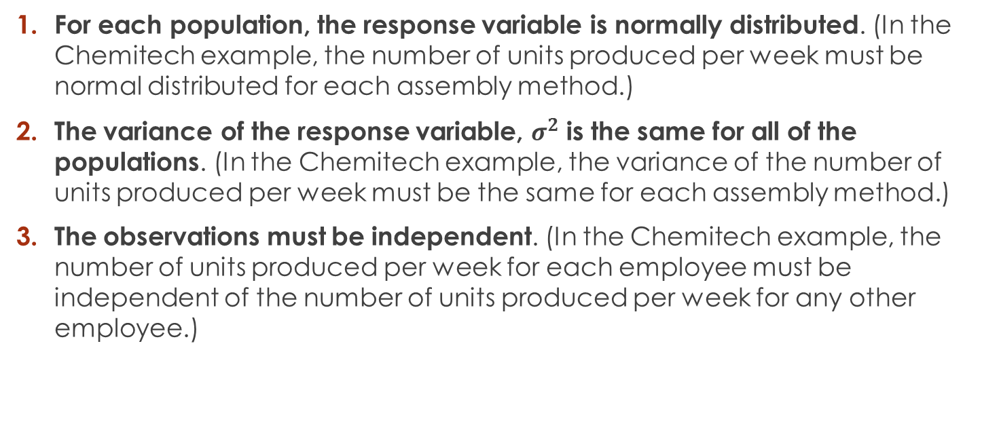 1. For each population, the response variable is normally distributed. (In the
Chemitech example, the number of units produced per week must be
normal distributed for each assembly method.)
2. The variance of the response variable, σ² is the same for all of the
populations. (In the Chemitech example, the variance of the number of
units produced per week must be the same for each assembly method.)
3. The observations must be independent. (In the Chemitech example, the
number of units produced per week for each employee must be
independent of the number of units produced per week for any other
employee.)